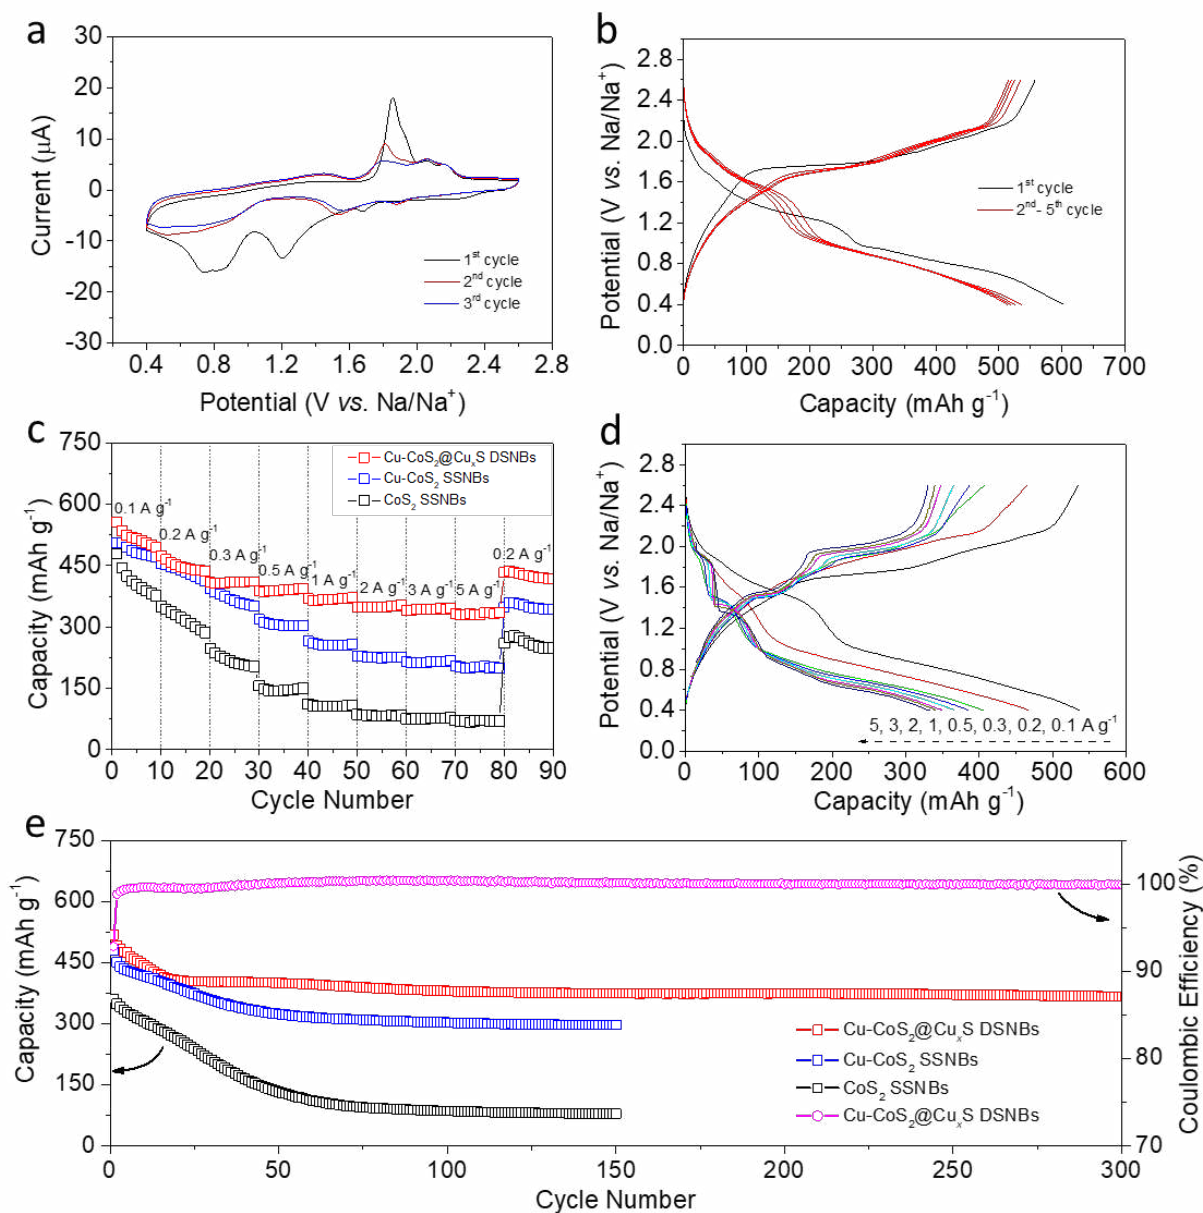 a
30
20
10
0
-10
-20
-30
Current (µA)
0.4 0.8 1.2 1.6 2.0 2.4 2.8
Potential (V vs. Na/Na⁺)
1ˢᵗ cycle
2ⁿᵈ cycle
3ʳᵈ cycle
b
2.8
2.4
2.0
1.6
1.2
0.8
0.4
0.0
Potential (V vs. Na/Na⁺)
0 100 200 300 400 500 600 700
Capacity (mAh g⁻¹)
1ˢᵗ cycle
2ⁿᵈ- 5ᵗʰ cycle
c
750
600
450
300
150
0
Capacity (mAh g⁻¹)
Cu-CoS₂@CuₓS DSNBs
Cu-CoS₂ SSNBs
CoS₂ SSNBs
0.1 A g⁻¹
0.2 A g⁻¹
0.3 A g⁻¹
0.5 A g⁻¹
1 A g⁻¹
2 A g⁻¹
3 A g⁻¹
5 A g⁻¹
0.2 A g⁻¹
0 10 20 30 40 50 60 70 80 90
Cycle Number
d
2.8
2.4
2.0
1.6
1.2
0.8
0.4
0.0
Potential (V vs. Na/Na⁺)
5, 3, 2, 1, 0.5, 0.3, 0.2, 0.1 A g⁻¹
0 100 200 300 400 500 600
Capacity (mAh g⁻¹)
e
750
600
450
300
150
0
Capacity (mAh g⁻¹)
Cu-CoS₂@CuₓS DSNBs
Cu-CoS₂ SSNBs
CoS₂ SSNBs
Cu-CoS₂@CuₓS DSNBs
100
90
80
70
Coulombic Efficiency (%)
0 50 100 150 200 250 300
Cycle Number